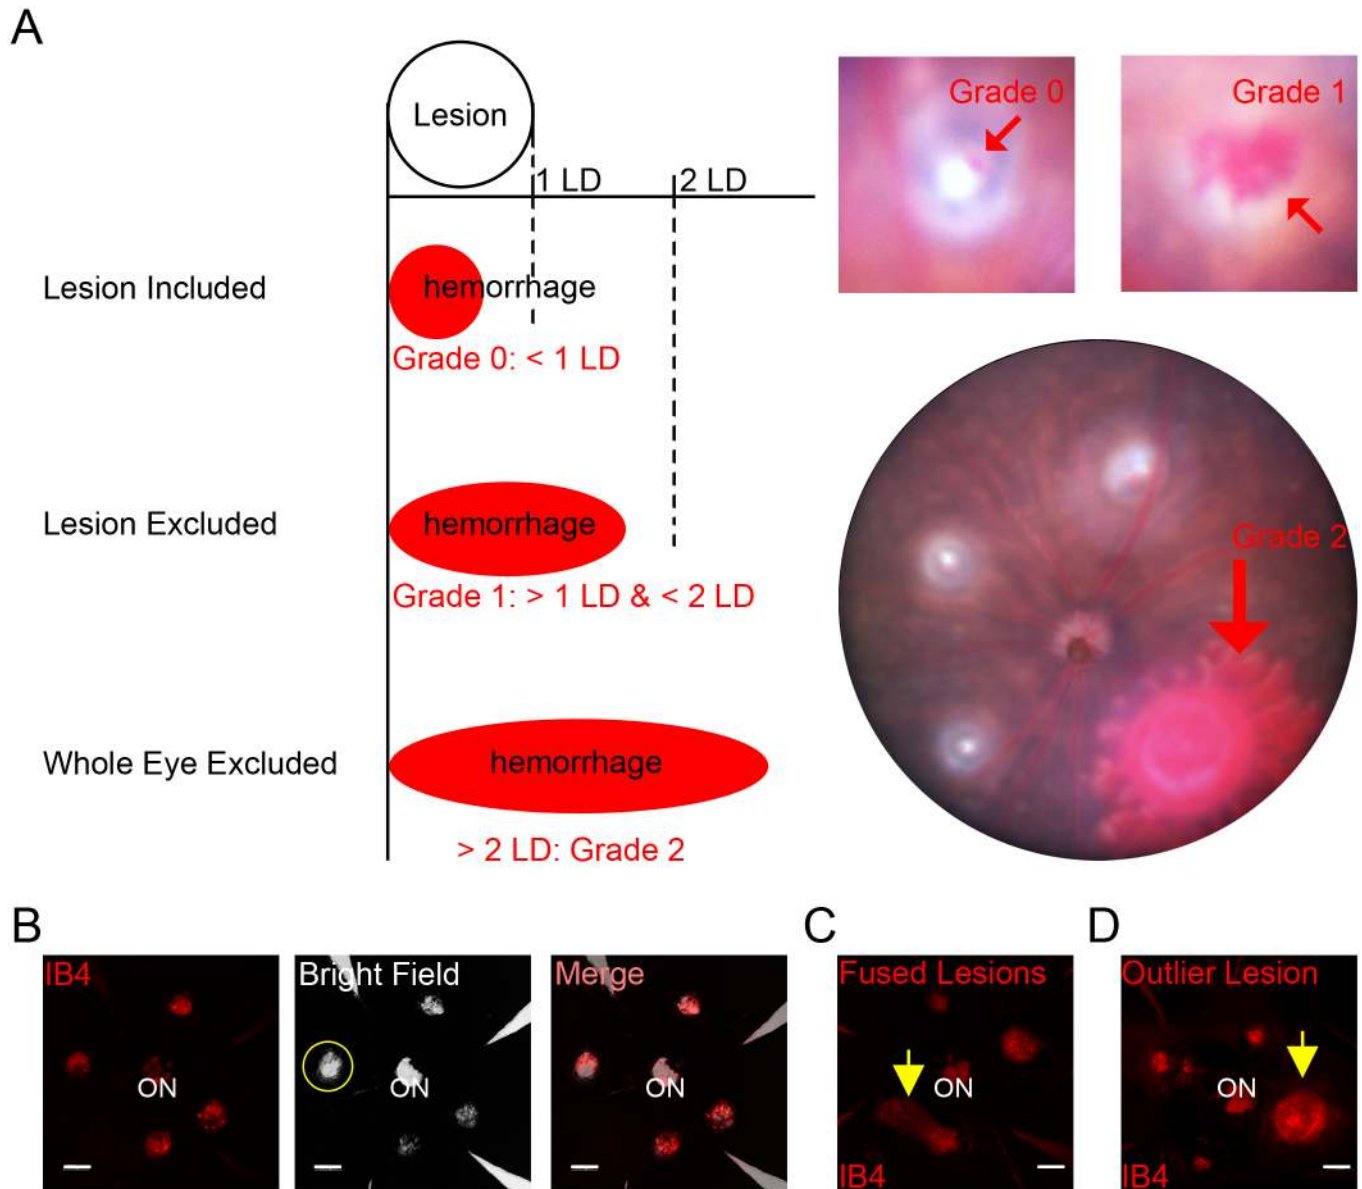 A
Lesion
1 LD
2 LD
Grade 0
Grade 1
Lesion Included
hemorrhage
Grade 0: < 1 LD
Lesion Excluded
hemorrhage
Grade 1: > 1 LD & < 2 LD
Grade 2
Whole Eye Excluded
hemorrhage
> 2 LD: Grade 2
B
IB4
ON
Bright Field
ON
Merge
ON
C
Fused Lesions
ON
IB4
D
Outlier Lesion
ON
IB4